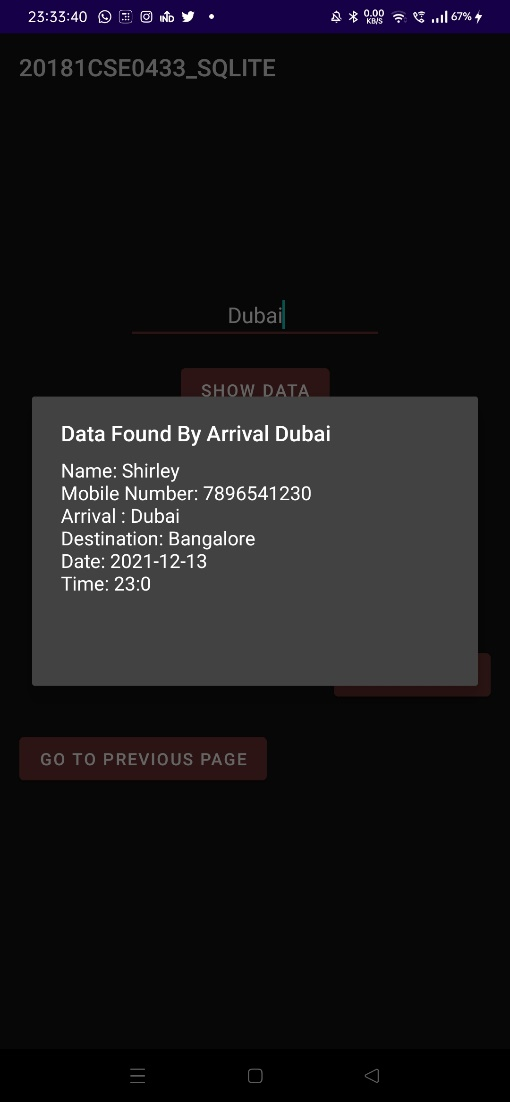 23:33:40
0.00
KB/S
67%
20181CSE0433_SQLITE
Dubai
SHOW DATA
Data Found By Arrival Dubai
Name: Shirley
Mobile Number: 7896541230
Arrival : Dubai
Destination: Bangalore
Date: 2021-12-13
Time: 23:0
GO TO PREVIOUS PAGE